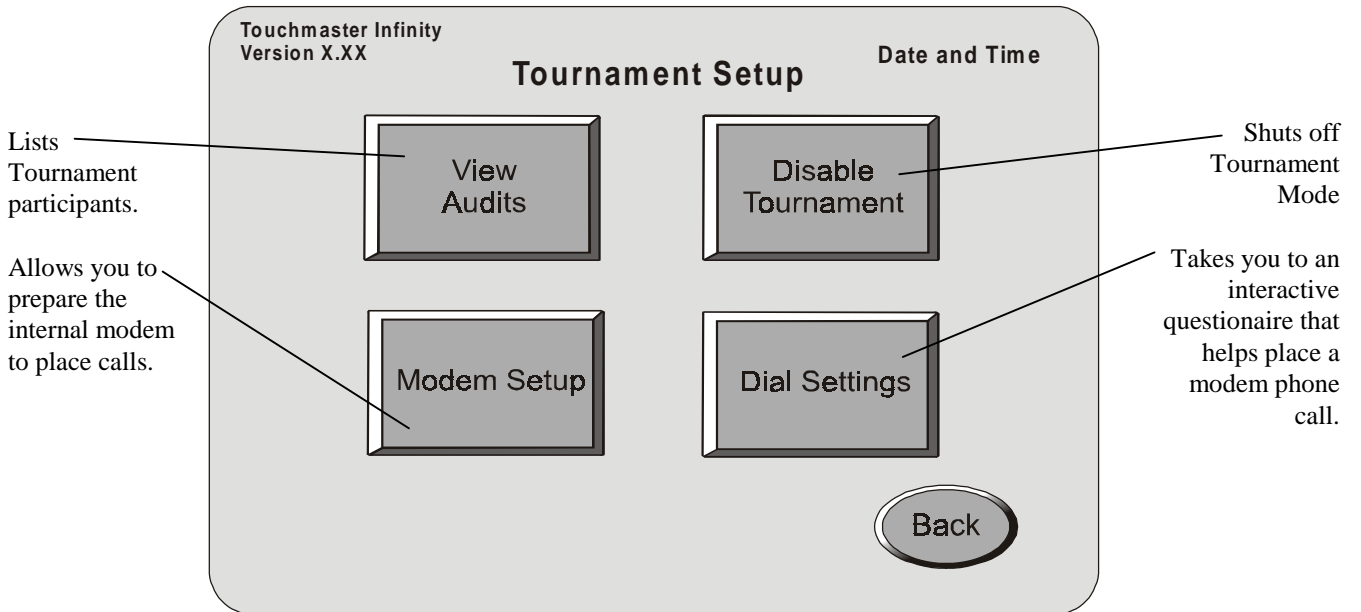 Touchmaster Infinity
Version X.XX
Date and Time
Tournament Setup
Lists
Tournament
participants.
View
Audits
Disable
Tournament
Shuts off
Tournament
Mode
Allows you to
prepare the
internal modem
to place calls.
Modem Setup
Dial Settings
Takes you to an
interactive
questionaire that
helps place a
modem phone
call.
Back